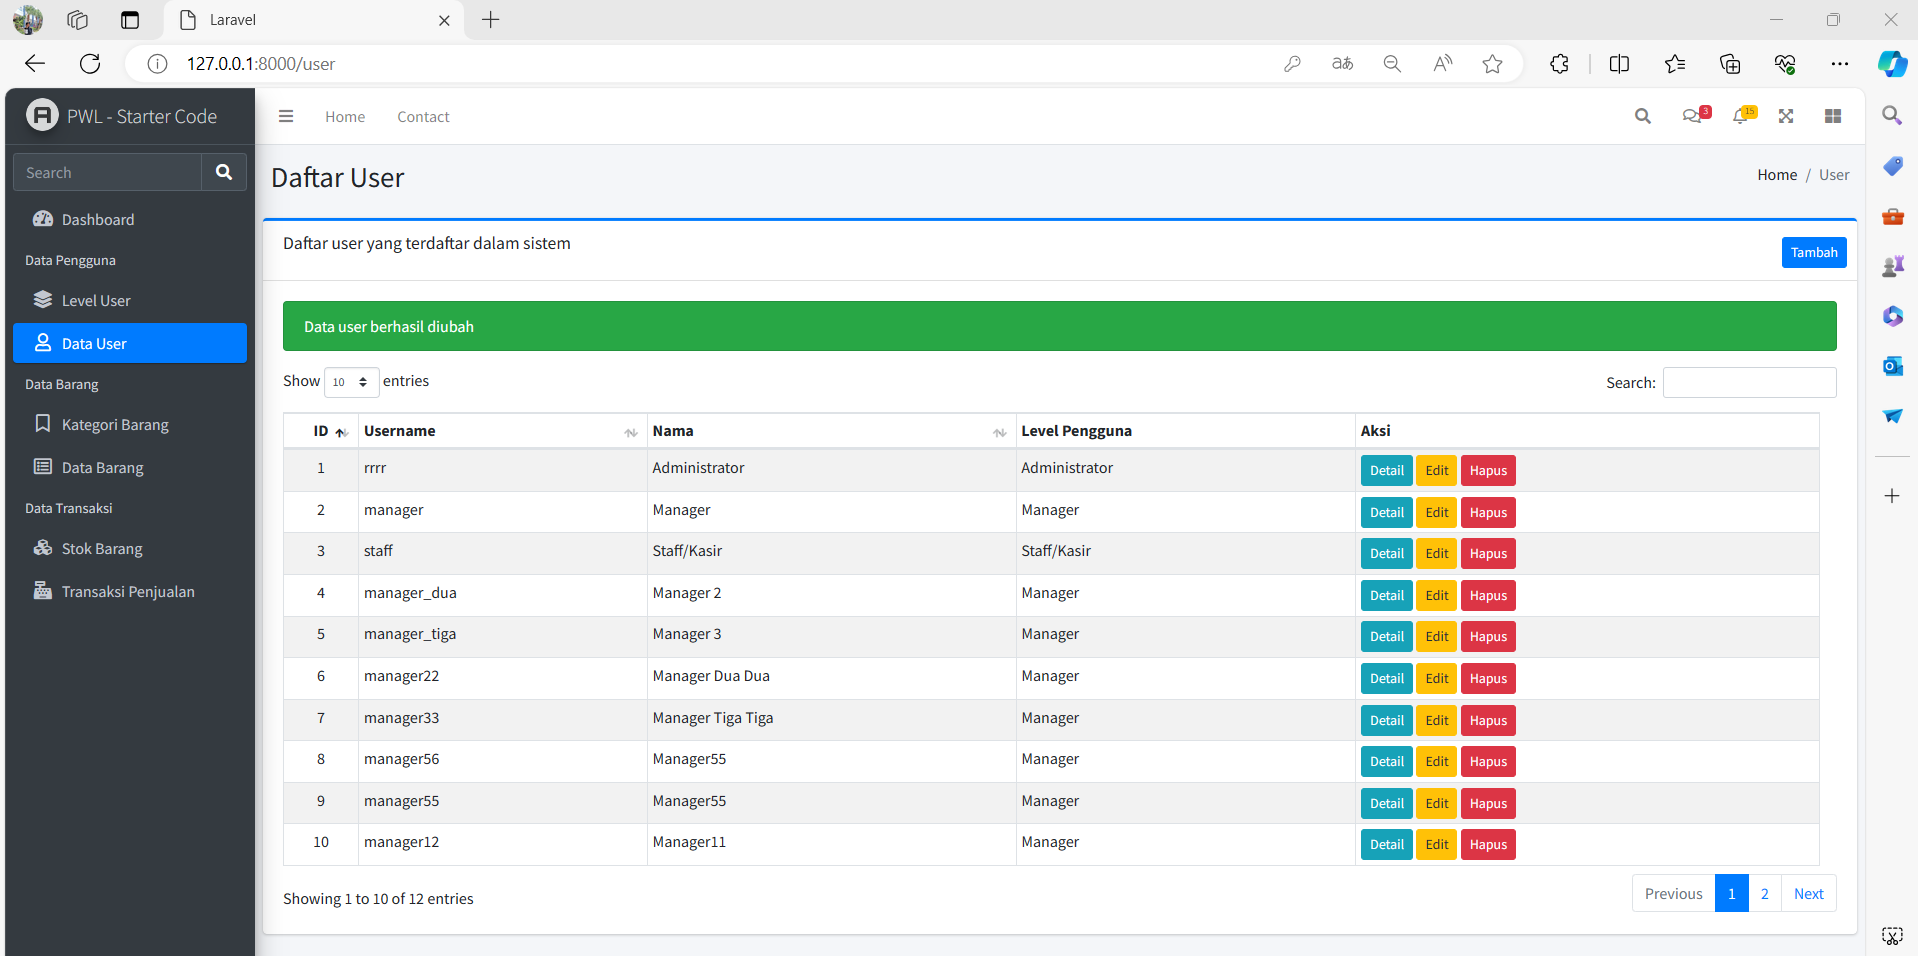 Laravel
127.0.0.1:8000/user
PWL - Starter Code
Home Contact
3
15
Search
Daftar User
Home / User
Dashboard
Data Pengguna
Level User
Data User
Data Barang
Kategori Barang
Data Barang
Data Transaksi
Stok Barang
Transaksi Penjualan
Daftar user yang terdaftar dalam sistem
Tambah
Data user berhasil diubah
Show 10 entries
Search:
ID Username Nama Level Pengguna Aksi
1 rrrr Administrator Administrator Detail Edit Hapus
2 manager Manager Manager Detail Edit Hapus
3 staff Staff/Kasir Staff/Kasir Detail Edit Hapus
4 manager_dua Manager 2 Manager Detail Edit Hapus
5 manager_tiga Manager 3 Manager Detail Edit Hapus
6 manager22 Manager Dua Dua Manager Detail Edit Hapus
7 manager33 Manager Tiga Tiga Manager Detail Edit Hapus
8 manager56 Manager55 Manager Detail Edit Hapus
9 manager55 Manager55 Manager Detail Edit Hapus
10 manager12 Manager11 Manager Detail Edit Hapus
Showing 1 to 10 of 12 entries
Previous 1 2 Next